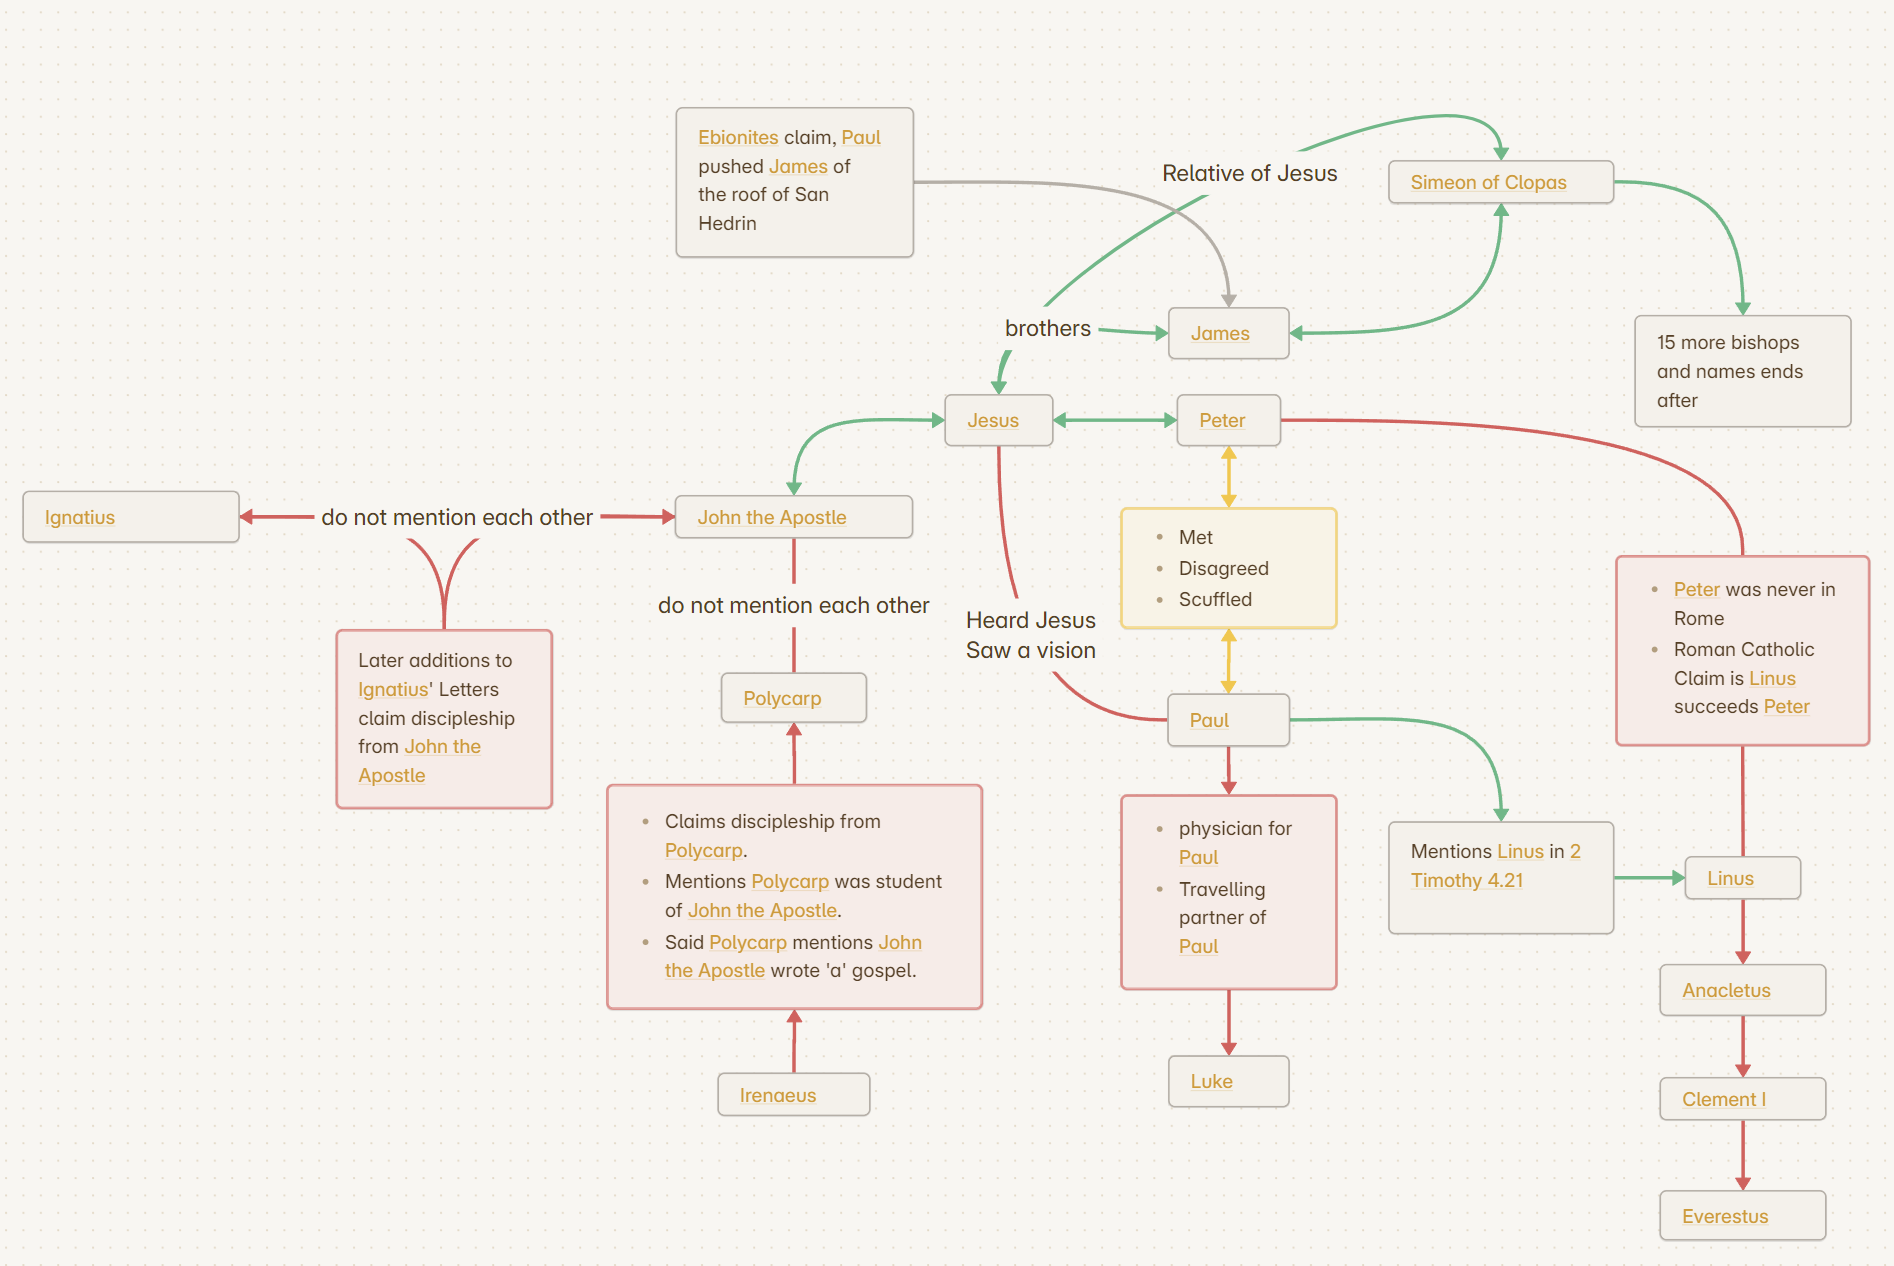 Ebionites claim, Paul
pushed James of
the roof of San
Hedrin
Relative of Jesus
Simeon of Clopas
brothers
James
15 more bishops
and names ends
after
Jesus
Peter
Ignatius
do not mention each other
John the Apostle
• Met
• Disagreed
• Scuffled
• Peter was never in
Rome
• Roman Catholic
Claim is Linus
succeeds Peter
do not mention each other
Heard Jesus
Saw a vision
Later additions to
Ignatius' Letters
claim discipleship
from John the
Apostle
Polycarp
Paul
• Claims discipleship from
Polycarp.
• Mentions Polycarp was student
of John the Apostle.
• Said Polycarp mentions John
the Apostle wrote 'a' gospel.
• physician for
Paul
• Travelling
partner of
Paul
Mentions Linus in 2
Timothy 4.21
Linus
Anacletus
Irenaeus
Luke
Clement I
Everestus